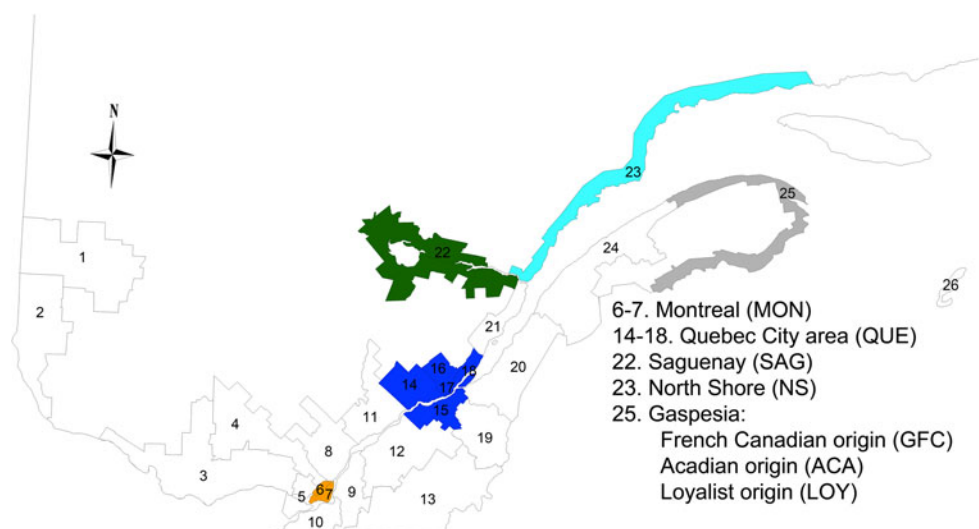 N
23
25
1
22
24
26
2
6-7. Montreal (MON)
21
14-18. Quebec City area (QUE)
20
22. Saguenay (SAG)
16
18
23. North Shore (NS)
14
17
11
15
25. Gaspesia:
4
19
French Canadian origin (GFC)
8
12
Acadian origin (ACA)
3
6
7
5
9
13
Loyalist origin (LOY)
10